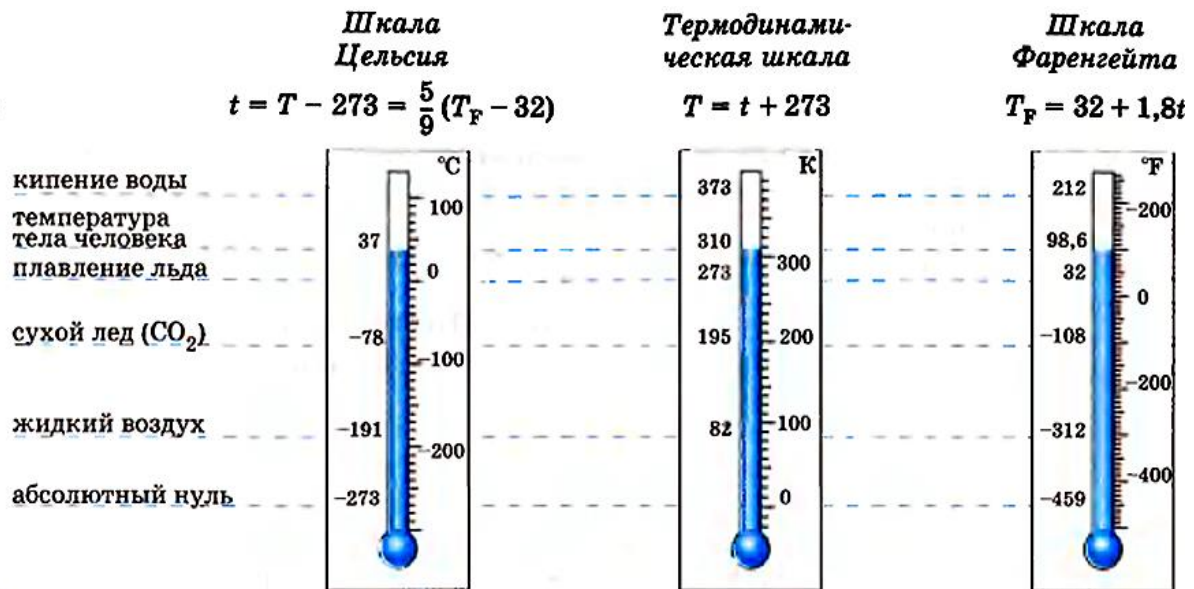 Шкала
Цельсия
Термодинами-
ческая шкала
Шкала
Фаренгейта
t = T − 273 = 5/9 (T_F − 32)
T = t + 273
T_F = 32 + 1,8t
°C
K
°F
кипение воды
100
373
212
200
температура
тела человека
37
310
98,6
300
плавление льда
0
273
32
0
сухой лед (CO₂)
−78
195
200
−108
−100
−200
жидкий воздух
−191
82
100
−312
−200
−400
абсолютный нуль
−273
0
−459